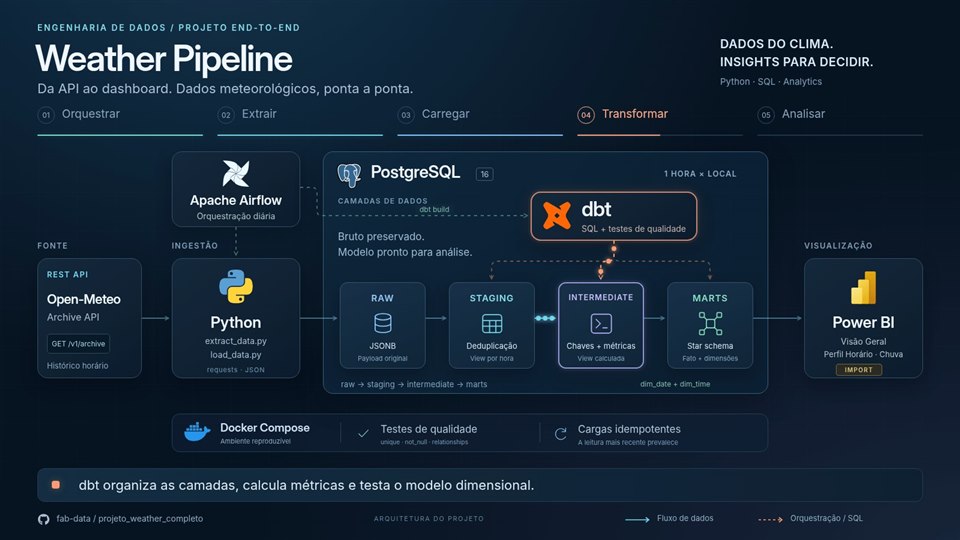 ENGENHARIA DE DADOS / PROJETO END-TO-END
Weather Pipeline
Da API ao dashboard. Dados meteorológicos, ponta a ponta.
DADOS DO CLIMA.
INSIGHTS PARA DECIDIR.
Python · SQL · Analytics
01 Orquestrar
02 Extrair
03 Carregar
04 Transformar
05 Analisar
Apache Airflow
Orquestração diária
PostgreSQL 16
1 HORA × LOCAL
CAMADAS DE DADOS
dbt build
dbt
SQL + testes de qualidade
Bruto preservado.
Modelo pronto para análise.
FONTE
REST API
Open-Meteo
Archive API
GET /v1/archive
Histórico horário
INGESTÃO
Python
extract_data.py
load_data.py
requests · JSON
RAW
JSONB
Payload original
STAGING
Deduplicação
View por hora
INTERMEDIATE
Chaves + métricas
View calculada
MARTS
Star schema
Fato + dimensões
raw → staging → intermediate → marts
dim_date + dim_time
VISUALIZAÇÃO
Power BI
Visão Geral
Perfil Horário · Chuva
IMPORT
Docker Compose
Ambiente reproduzível
Testes de qualidade
unique · not_null · relationships
Cargas idempotentes
A leitura mais recente prevalece
dbt organiza as camadas, calcula métricas e testa o modelo dimensional.
fab-data / projeto_weather_completo
ARQUITETURA DO PROJETO
Fluxo de dados
Orquestração / SQL